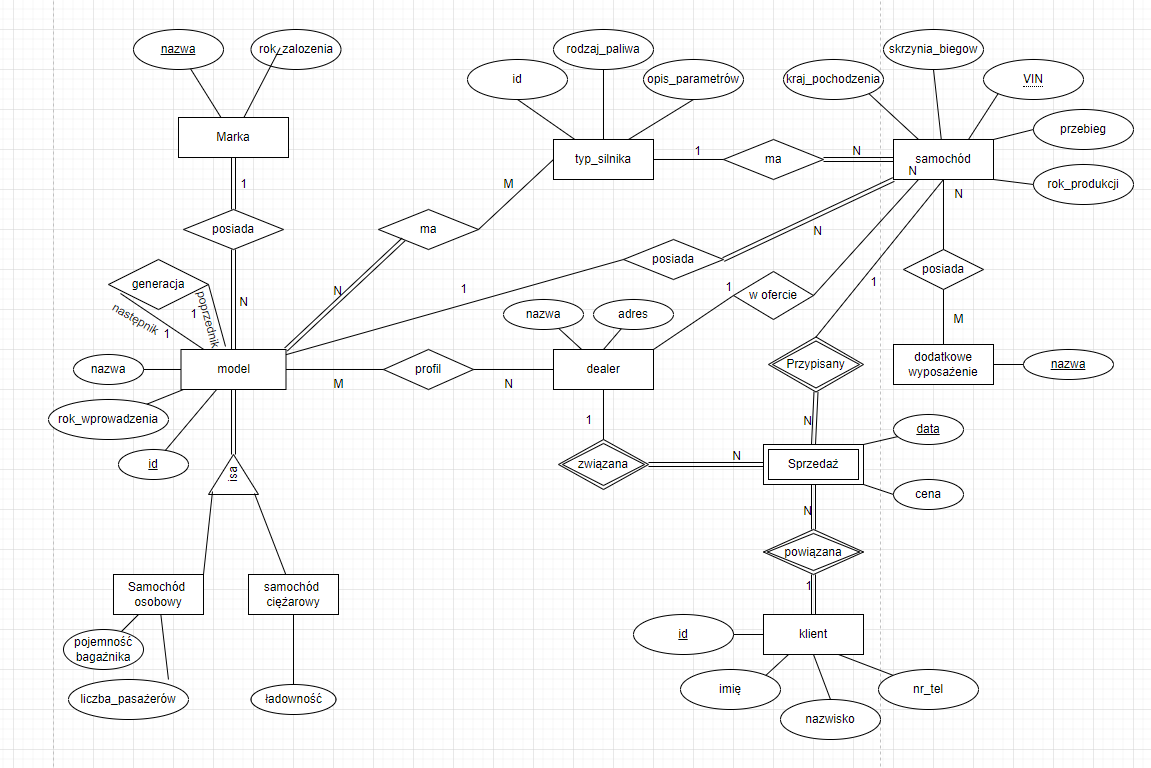 nazwa
rok_zalozenia
rodzaj_paliwa
skrzynia_biegow
id
opis_parametrów
kraj_pochodzenia
VIN
Marka
przebieg
typ_silnika
1
ma
N
samochód
N
1
M
rok_produkcji
N
posiada
ma
N
posiada
posiada
generacja
następnik
1
poprzednik
1
N
N
1
1
w ofercie
1
nazwa
adres
M
nazwa
model
M
profil
N
dealer
Przypisany
dodatkowe
wyposażenie
nazwa
rok_wprowadzenia
1
N
data
id
isa
związana
N
Sprzedaż
cena
N
powiązana
1
Samochód
osobowy
samochód
ciężarowy
id
klient
pojemność
bagaźnika
liczba_pasażerów
ładowność
imię
nr_tel
nazwisko